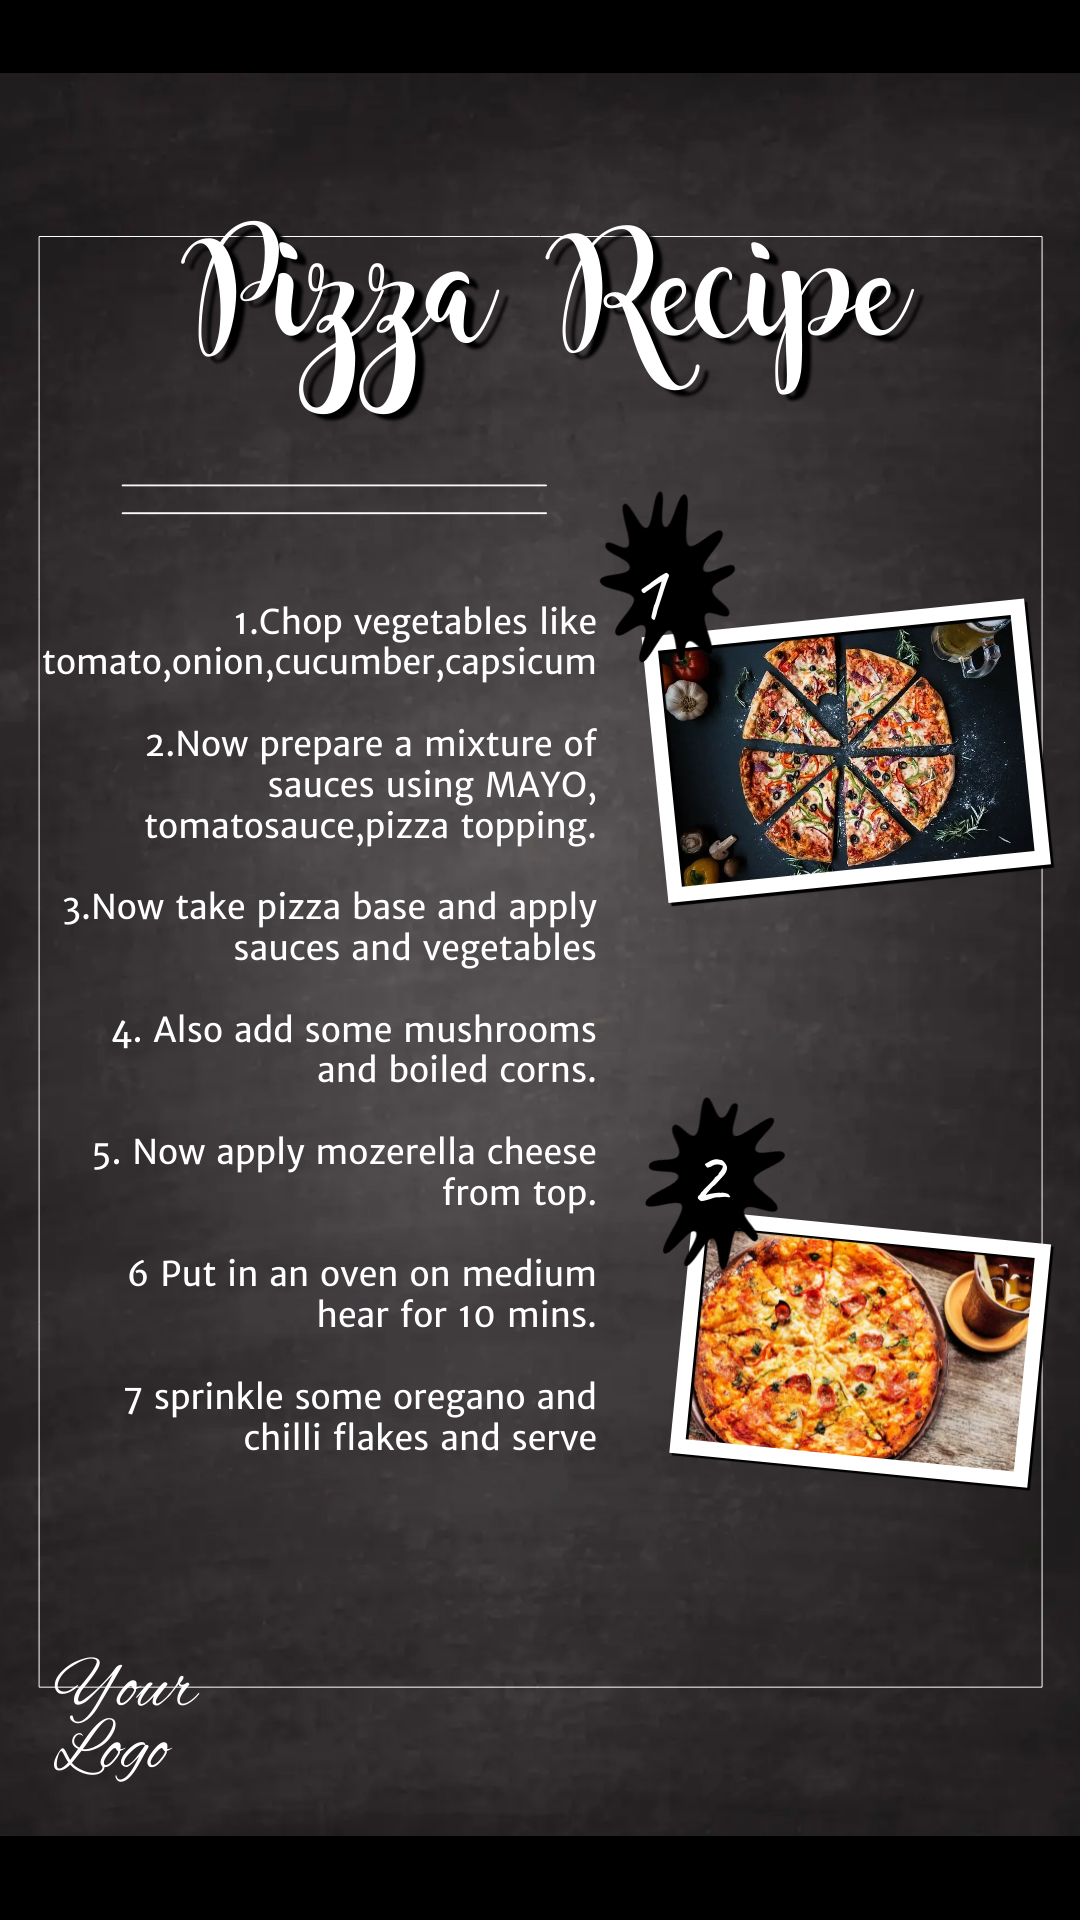 Pizza Recipe
1
1.Chop vegetables like
tomato,onion,cucumber,capsicum
2.Now prepare a mixture of
sauces using MAYO,
tomatosauce,pizza topping.
3.Now take pizza base and apply
sauces and vegetables
4. Also add some mushrooms
and boiled corns.
5. Now apply mozerella cheese
from top.
2
6 Put in an oven on medium
hear for 10 mins.
7 sprinkle some oregano and
chilli flakes and serve
Your
Logo